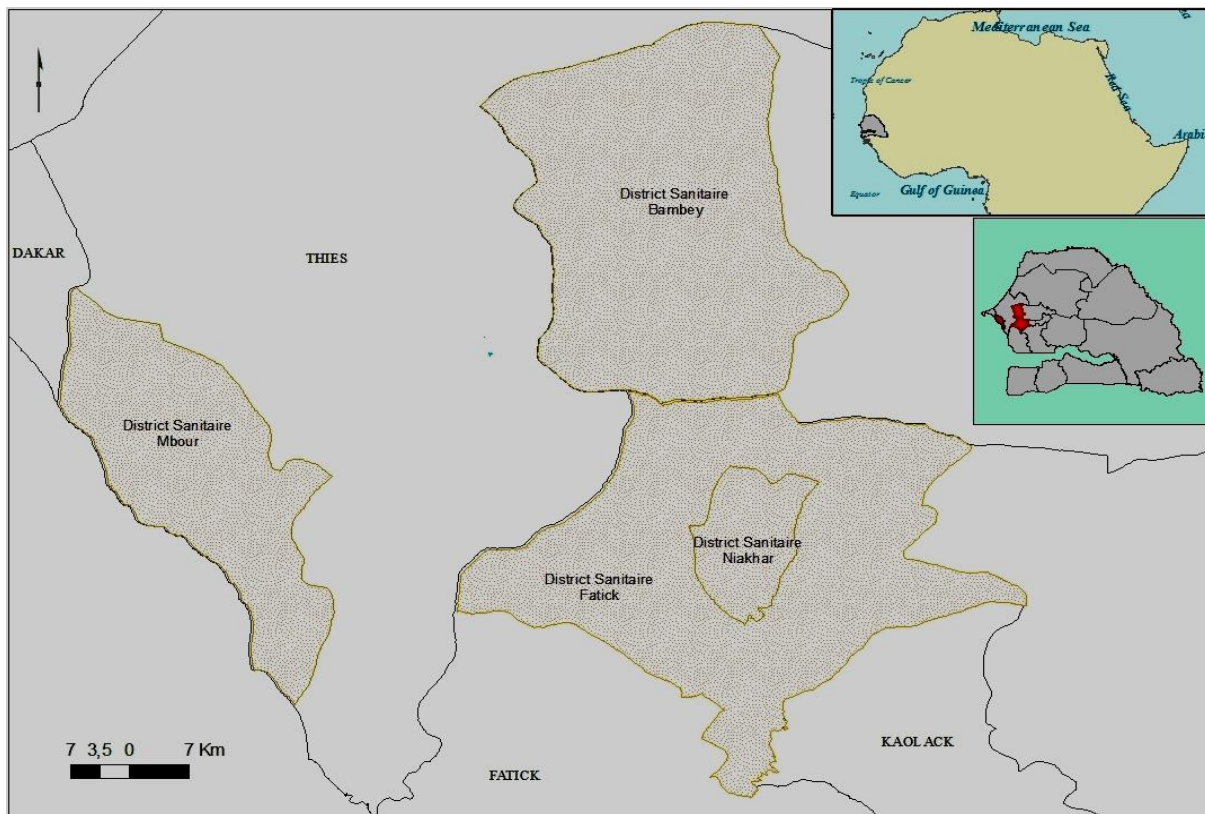 Mediterranean Sea
Tropic of Cancer
Red Sea
Arabi
Equator
Gulf of Guinea
District Sanitaire
Bambey
DAKAR
THIES
District Sanitaire
Mbour
District Sanitaire
Niakhar
District Sanitaire
Fatick
7 3,5 0 7 Km
FATICK
KAOLACK